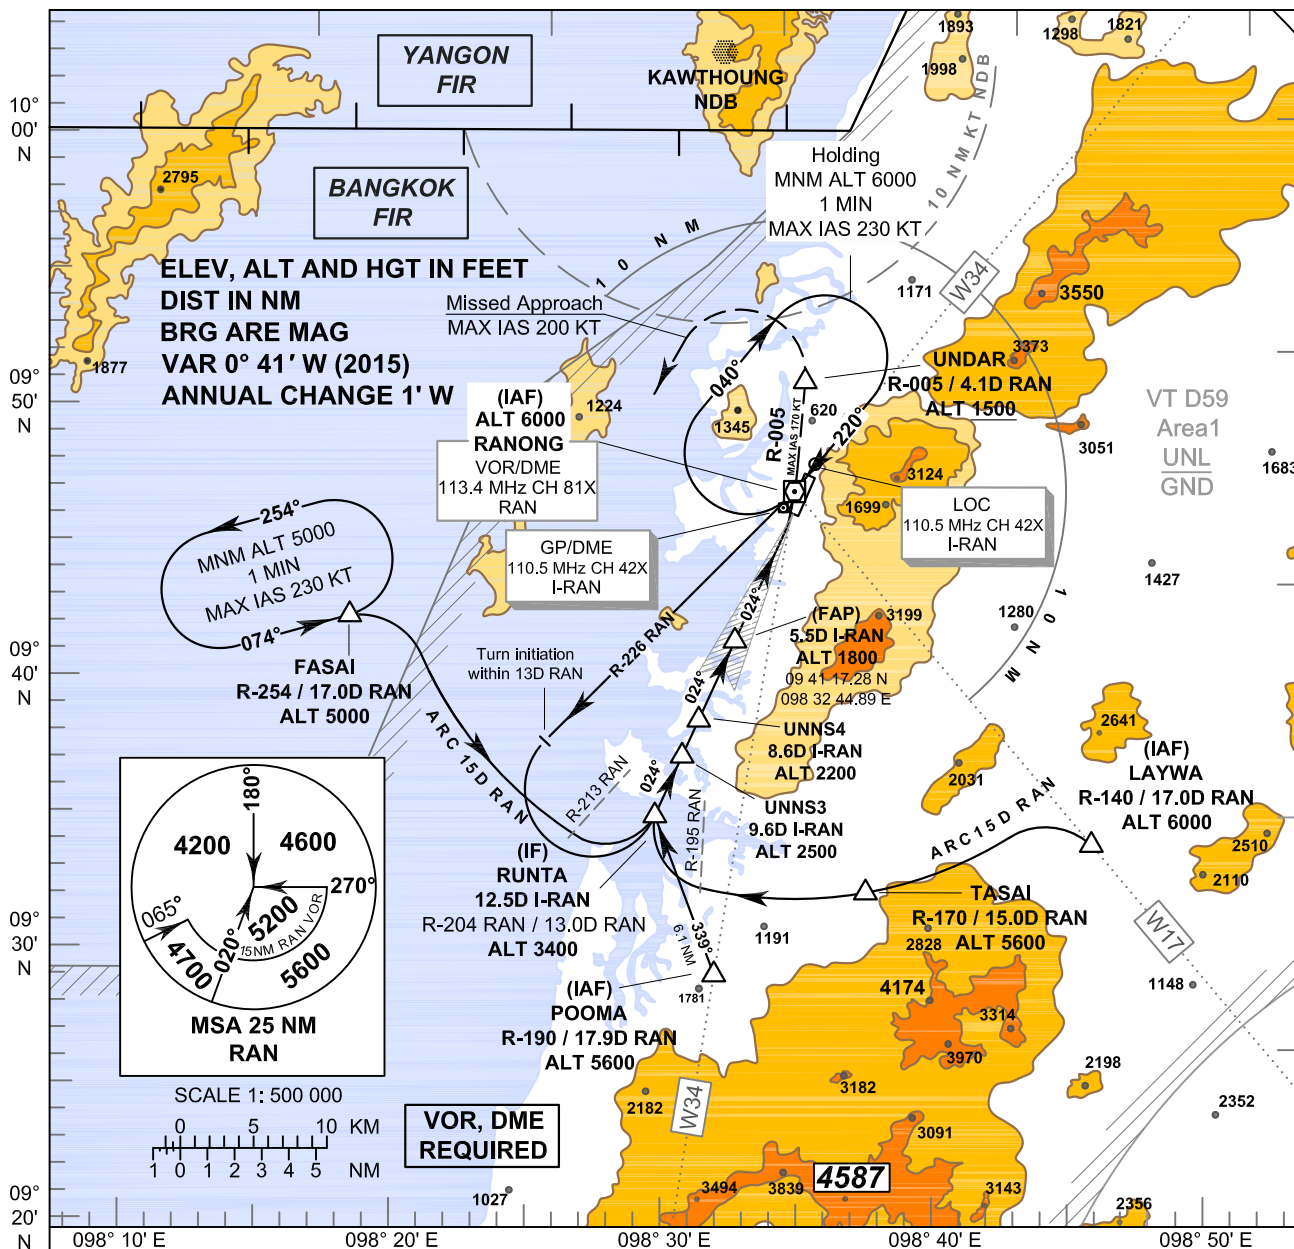 YANGON
FIR
KAWTHOUNG
NDB
1893
1998
1298
1821
10°
00'
N
BANGKOK
FIR
2795
Holding
MNM ALT 6000
1 MIN
MAX IAS 230 KT
10 NM KT NDB
10 NM
W34
1171
3550
3373
ELEV, ALT AND HGT IN FEET
DIST IN NM
BRG ARE MAG
VAR 0° 41' W (2015)
ANNUAL CHANGE 1' W
Missed Approach
MAX IAS 200 KT
1877
09°
50'
N
040°
UNDAR
R-005 / 4.1D RAN
ALT 1500
(IAF)
ALT 6000
RANONG
VOR/DME
113.4 MHz CH 81X
RAN
1224
1345
R-005
MAX IAS 170 KT
620
220°
3051
VT D59
Area1
UNL
GND
1683
3124
1699
LOC
110.5 MHz CH 42X
I-RAN
GP/DME
110.5 MHz CH 42X
I-RAN
254°
MNM ALT 5000
1 MIN
MAX IAS 230 KT
074°
1427
1280
10 NM
024°
R-226 RAN
(FAP)
5.5D I-RAN
ALT 1800
09 41 17.28 N
098 32 44.89 E
3199
09°
40'
N
FASAI
R-254 / 17.0D RAN
ALT 5000
Turn initiation
within 13D RAN
024°
ARC 15D RAN
UNNS4
8.6D I-RAN
ALT 2200
2641
(IAF)
LAYWA
R-140 / 17.0D RAN
ALT 6000
2031
R-213 RAN
024°
UNNS3
9.6D I-RAN
ALT 2500
R-195 RAN
ARC 15D RAN
2510
2110
180°
4200
4600
270°
065°
5200
15NM RAN VOR
020°
4700
5600
MSA 25 NM
RAN
(IF)
RUNTA
12.5D I-RAN
R-204 RAN / 13.0D RAN
ALT 3400
339°
6.1 NM
1191
TASAI
R-170 / 15.0D RAN
ALT 5600
2828
W17
09°
30'
N
(IAF)
POOMA
R-190 / 17.9D RAN
ALT 5600
1781
4174
3314
3970
1148
3182
2198
2352
SCALE 1: 500 000
0 5 10 KM
1 0 1 2 3 4 5 NM
VOR, DME
REQUIRED
2182
W34
3091
4587
3494
3839
3143
2356
1027
09°
20'
N
098° 10' E
098° 20' E
098° 30' E
098° 40' E
098° 50' E